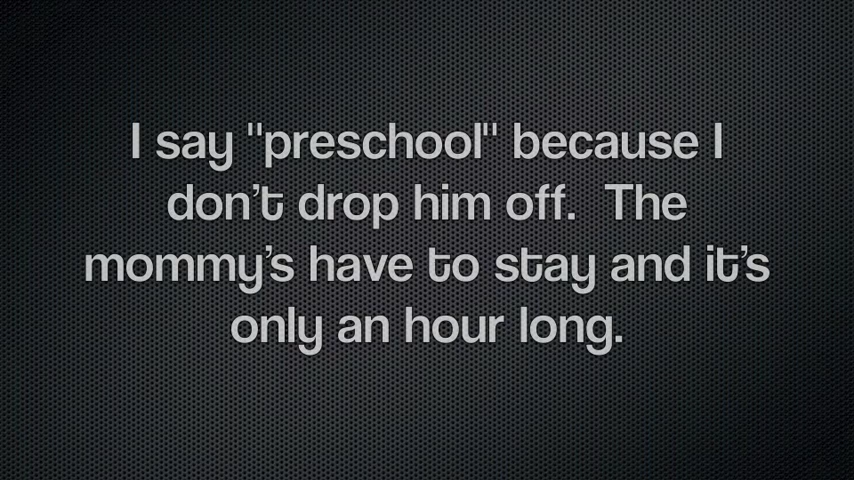 I say "preschool" because I
don't drop him off.  The
mommy's have to stay and it's
only an hour long.